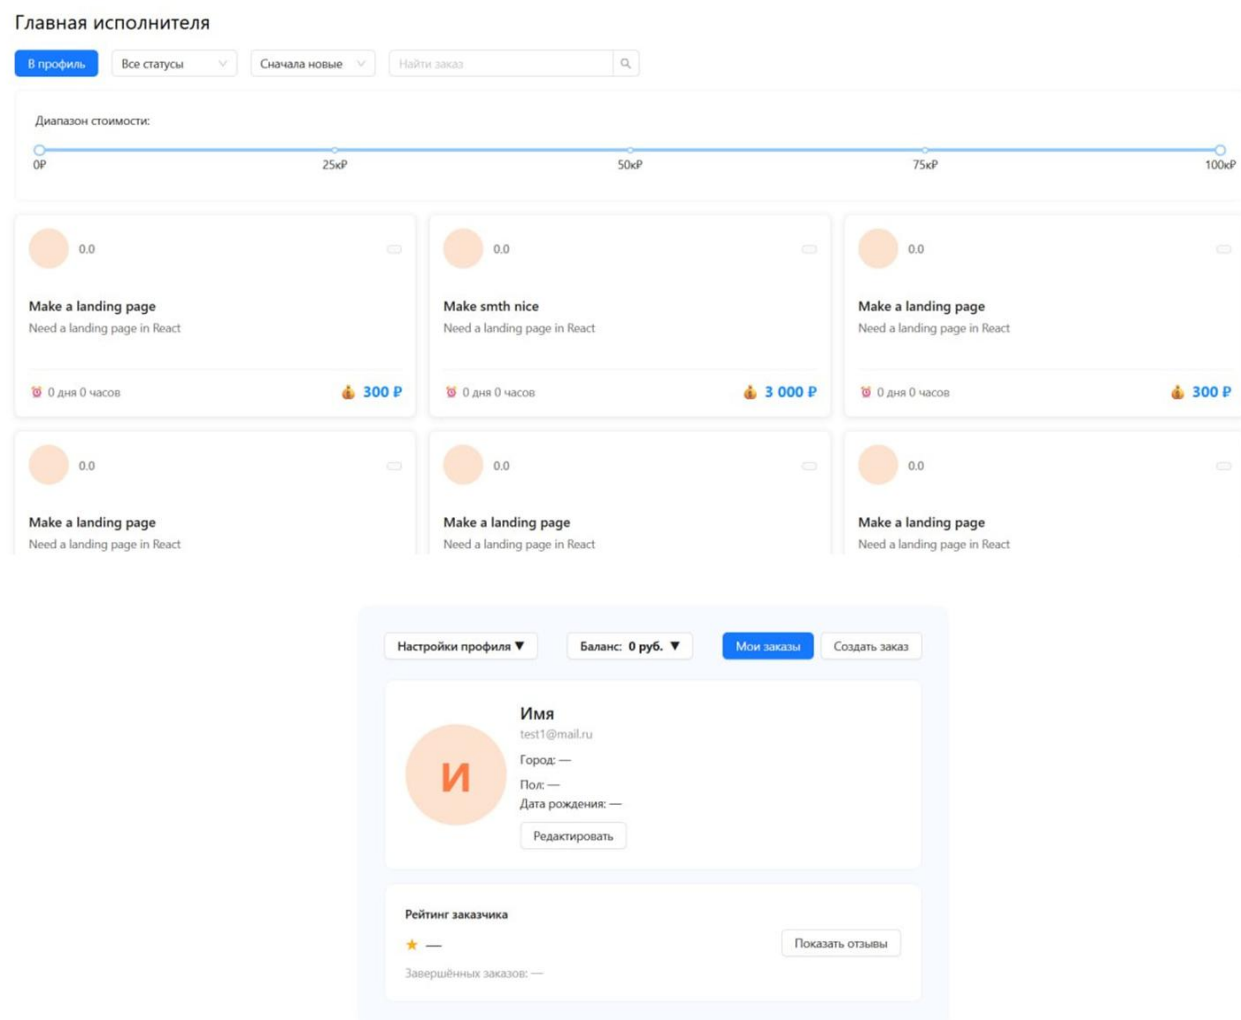 Главная исполнителя
В профиль Все статусы Сначала новые Найти заказ
Диапазон стоимости:
0₽ 25к₽ 50к₽ 75к₽ 100к₽
0.0 0.0 0.0
Make a landing page Make smth nice Make a landing page
Need a landing page in React Need a landing page in React Need a landing page in React
0 дня 0 часов 300 ₽ 0 дня 0 часов 3 000 ₽ 0 дня 0 часов 300 ₽
0.0 0.0 0.0
Make a landing page Make a landing page Make a landing page
Need a landing page in React Need a landing page in React Need a landing page in React
Настройки профиля ▼ Баланс: 0 руб. ▼ Мои заказы Создать заказ
Имя
test1@mail.ru
Город: —
И
Пол: —
Дата рождения: —
Редактировать
Рейтинг заказчика
★ —
Показать отзывы
Завершённых заказов: —